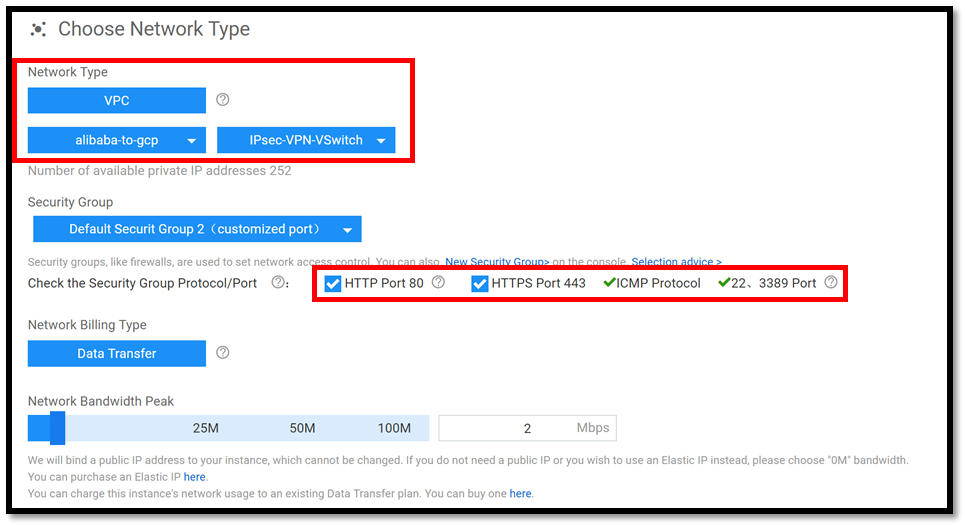 Choose Network Type
Network Type
VPC
alibaba-to-gcp IPsec-VPN-VSwitch
Number of available private IP addresses 252
Security Group
Default Securit Group 2（customized port）
Security groups, like firewalls, are used to set network access control. You can also, New Security Group> on the console. Selection advice >
Check the Security Group Protocol/Port ： HTTP Port 80 HTTPS Port 443 ICMP Protocol 22、3389 Port
Network Billing Type
Data Transfer
Network Bandwidth Peak
25M 50M 100M 2 Mbps
We will bind a public IP address to your instance, which cannot be changed. If you do not need a public IP or you wish to use an Elastic IP instead, please choose "0M" bandwidth.
You can purchase an Elastic IP here.
You can charge this instance's network usage to an existing Data Transfer plan. You can buy one here.